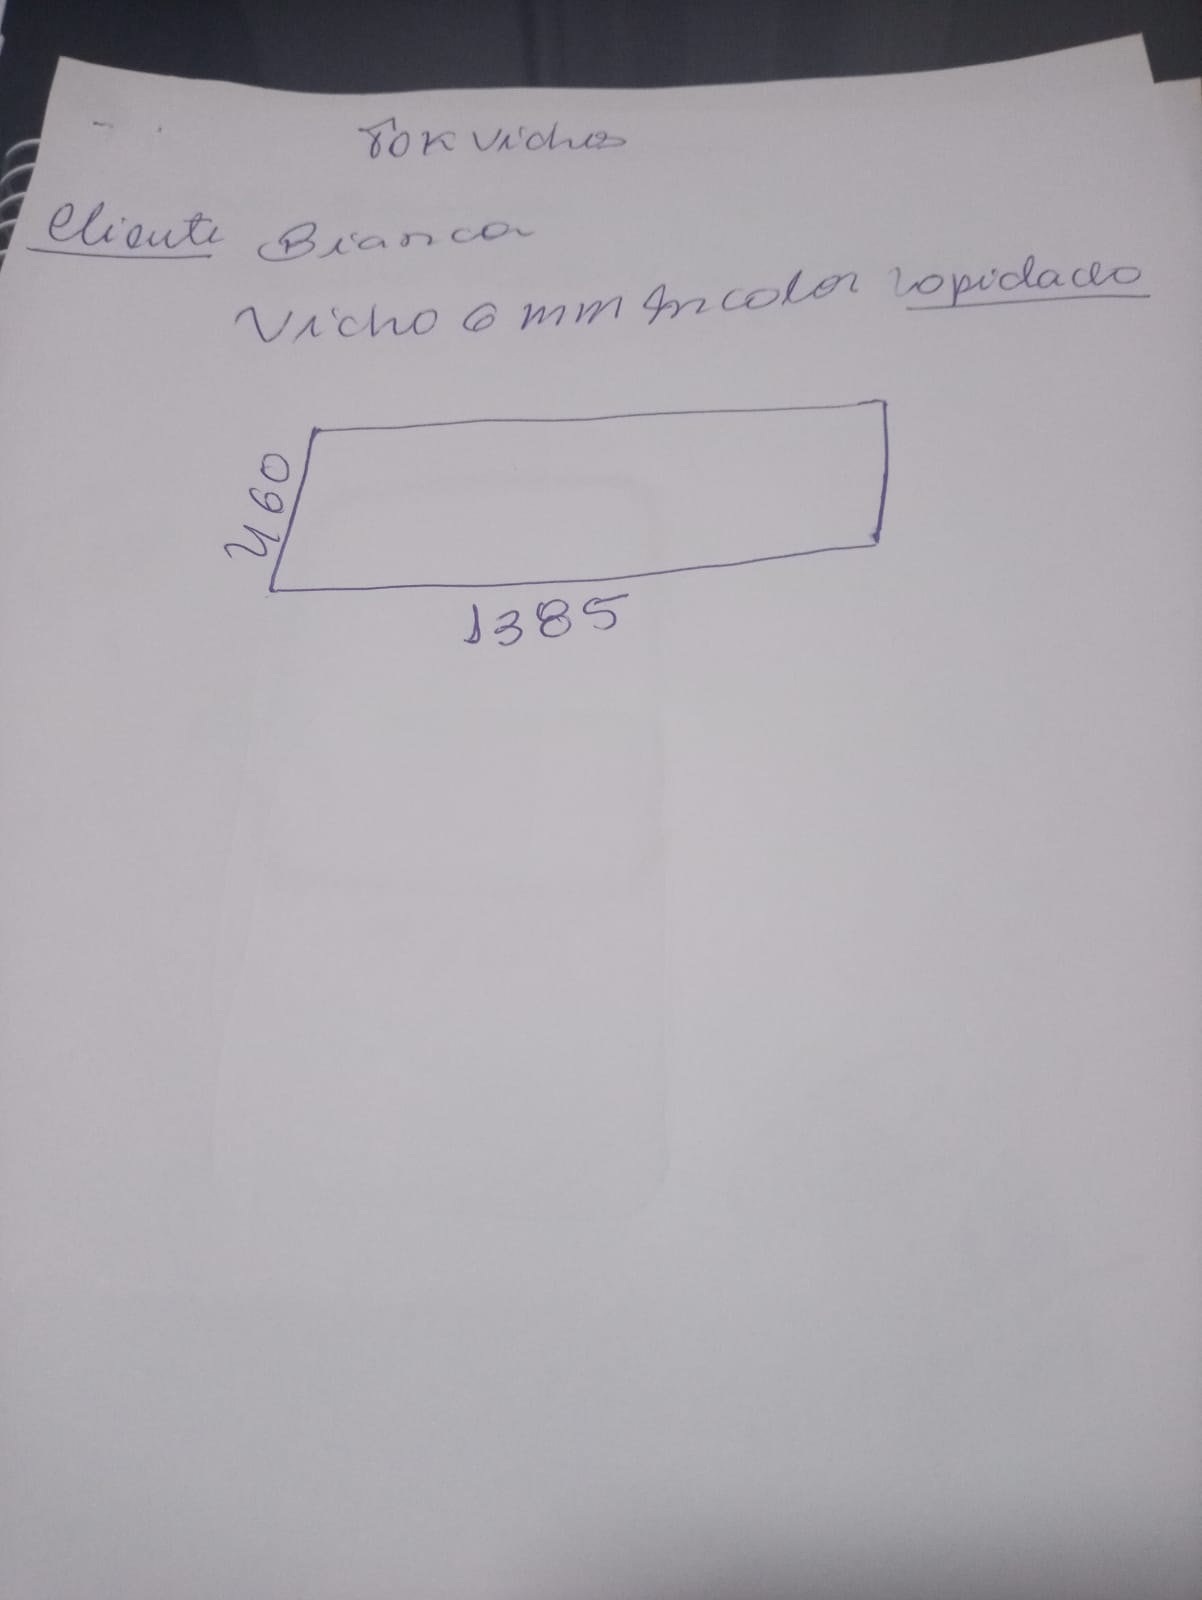 Tok Vidros
Cliente Bianca
Vidro 6 mm Incolor lapidado
460
1385